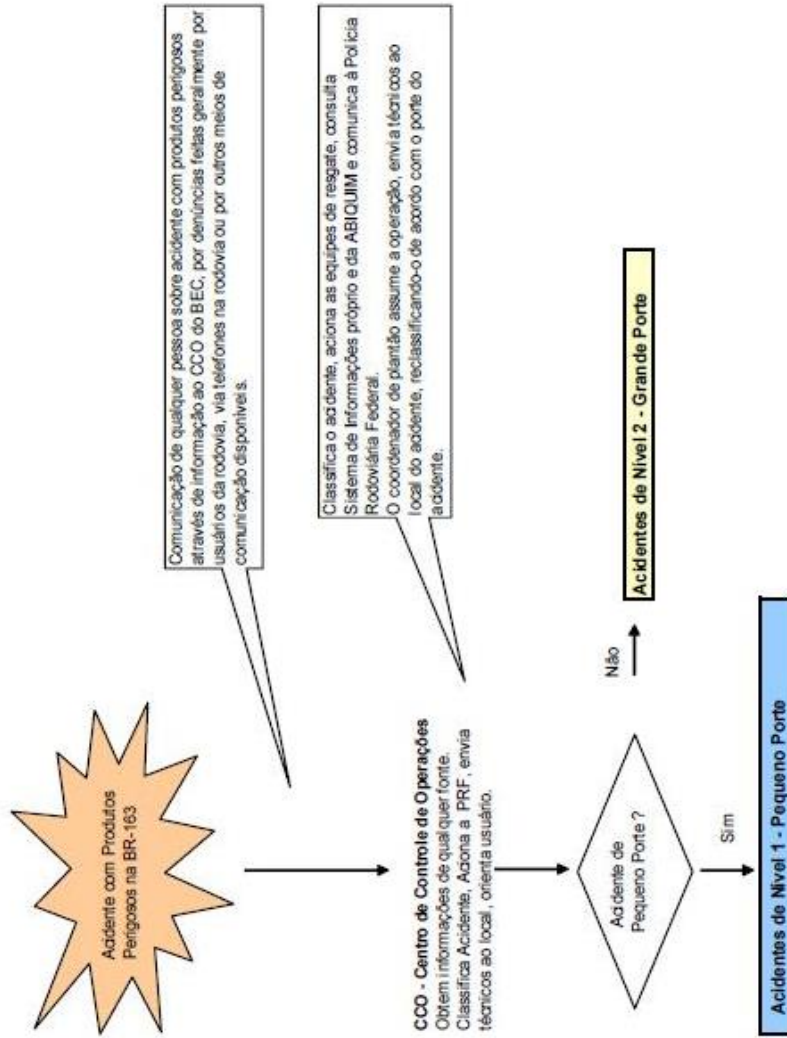 Acidente com Produtos
Perigosos na BR-163
Comunicação de qualquer pessoa sobre acidente com produtos perigosos
através de informação ao CCO do BEC, por denúncias feitas geralmente por
usuários da rodovia, via telefones na rodovia ou por outros meios de
comunicação disponíveis.
CCO - Centro de Controle de Operações
Obtem informações de qualquer fonte.
Classifica Acidente, Aciona a PRF, envia
técnicos ao local, orienta usuário.
Classifica o acidente, aciona as equipes de resgate, consulta
Sistema de Informações próprio e da ABIQUIM e comunica à Polícia
Rodoviária Federal.
O coordenador de plantão assume a operação, envia técnicos ao
local do acidente, reclassificando-o de acordo com o porte do
acidente.
Acidente de
Pequeno Porte ?
Não
Acidentes de Nível 2 - Grande Porte
Sim
Acidentes de Nível 1 - Pequeno Porte